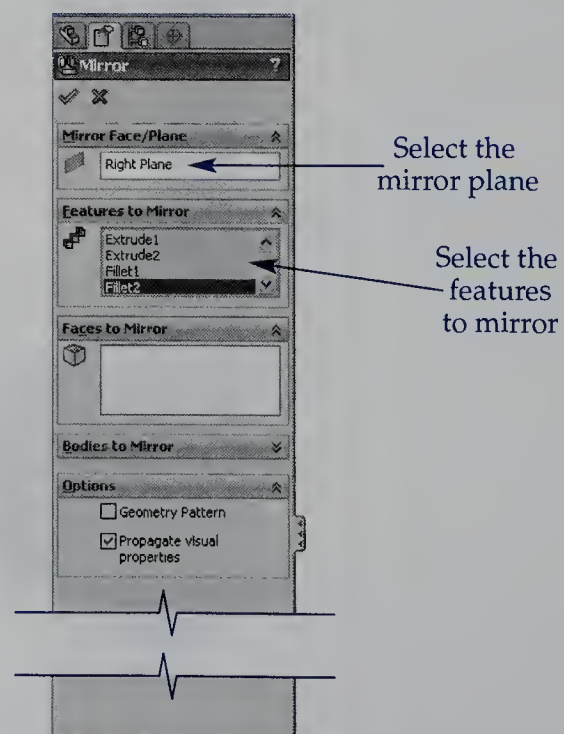 Mirror ?
Mirror Face/Plane
Right Plane
Select the
mirror plane
Features to Mirror
Extrude1
Extrude2
Fillet1
Fillet2
Select the
features
to mirror
Faces to Mirror
Bodies to Mirror
Options
Geometry Pattern
Propagate visual
properties